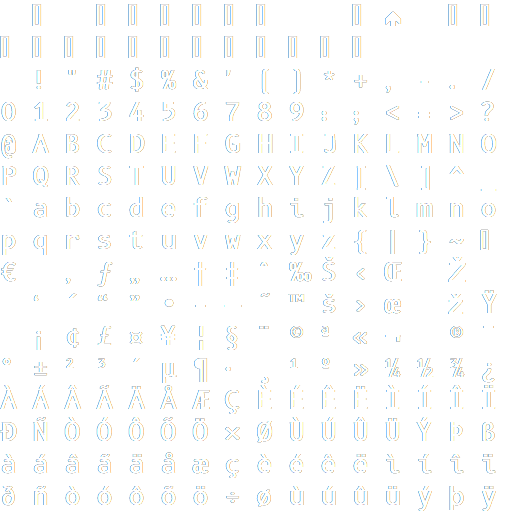 ↑
! " # $ % & ' ( ) * + , - . /
0 1 2 3 4 5 6 7 8 9 : ; < = > ?
@ A B C D E F G H I J K L M N O
P Q R S T U V W X Y Z [ \ ] ^ _
` a b c d e f g h i j k l m n o
p q r s t u v w x y z { | } ~
€ ‚ ƒ „ … † ‡ ˆ ‰ Š ‹ Œ Ž
‘ ’ “ ” • – — ˜ ™ š › œ ž Ÿ
¡ ¢ £ ¤ ¥ ¦ § ¨ © ª « ¬ ® ¯
° ± ² ³ ´ µ ¶ · ¸ ¹ º » ¼ ½ ¾ ¿
À Á Â Ã Ä Å Æ Ç È É Ê Ë Ì Í Î Ï
Ð Ñ Ò Ó Ô Õ Ö × Ø Ù Ú Û Ü Ý Þ ß
à á â ã ä å æ ç è é ê ë ì í î ï
ð ñ ò ó ô õ ö ÷ ø ù ú û ü ý þ ÿ